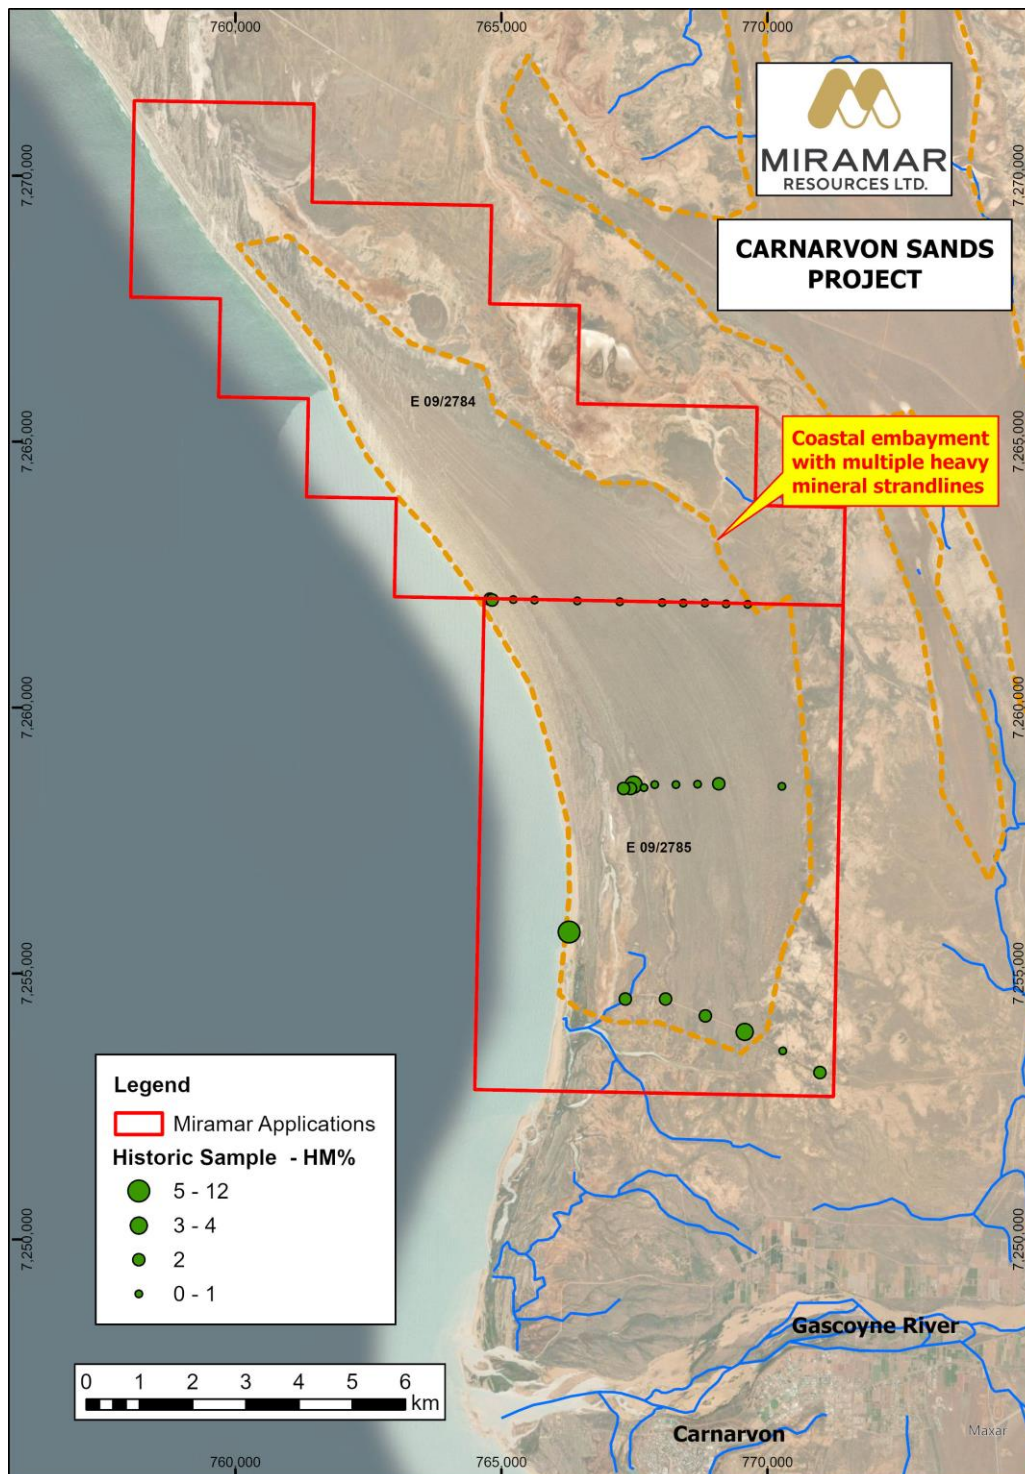 760,000
765,000
770,000
7,270,000
7,270,000
MIRAMAR
RESOURCES LTD.
CARNARVON SANDS
PROJECT
E 09/2784
Coastal embayment
with multiple heavy
mineral strandlines
7,265,000
7,265,000
7,260,000
7,260,000
E 09/2785
7,255,000
7,255,000
Legend
Miramar Applications
Historic Sample - HM%
5 - 12
3 - 4
2
0 - 1
7,250,000
7,250,000
Gascoyne River
0 1 2 3 4 5 6
km
Carnarvon
Maxar
760,000
765,000
770,000